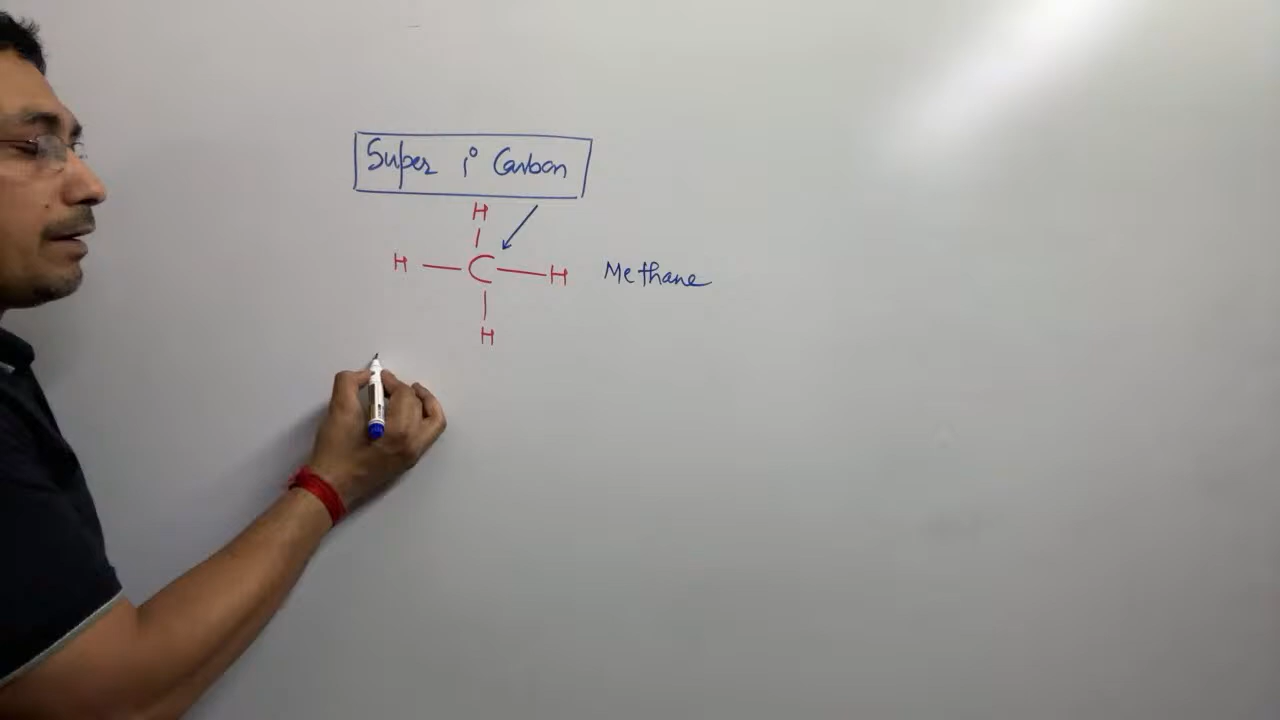 Super 1° Carbon
H
H — C — H Methane
H